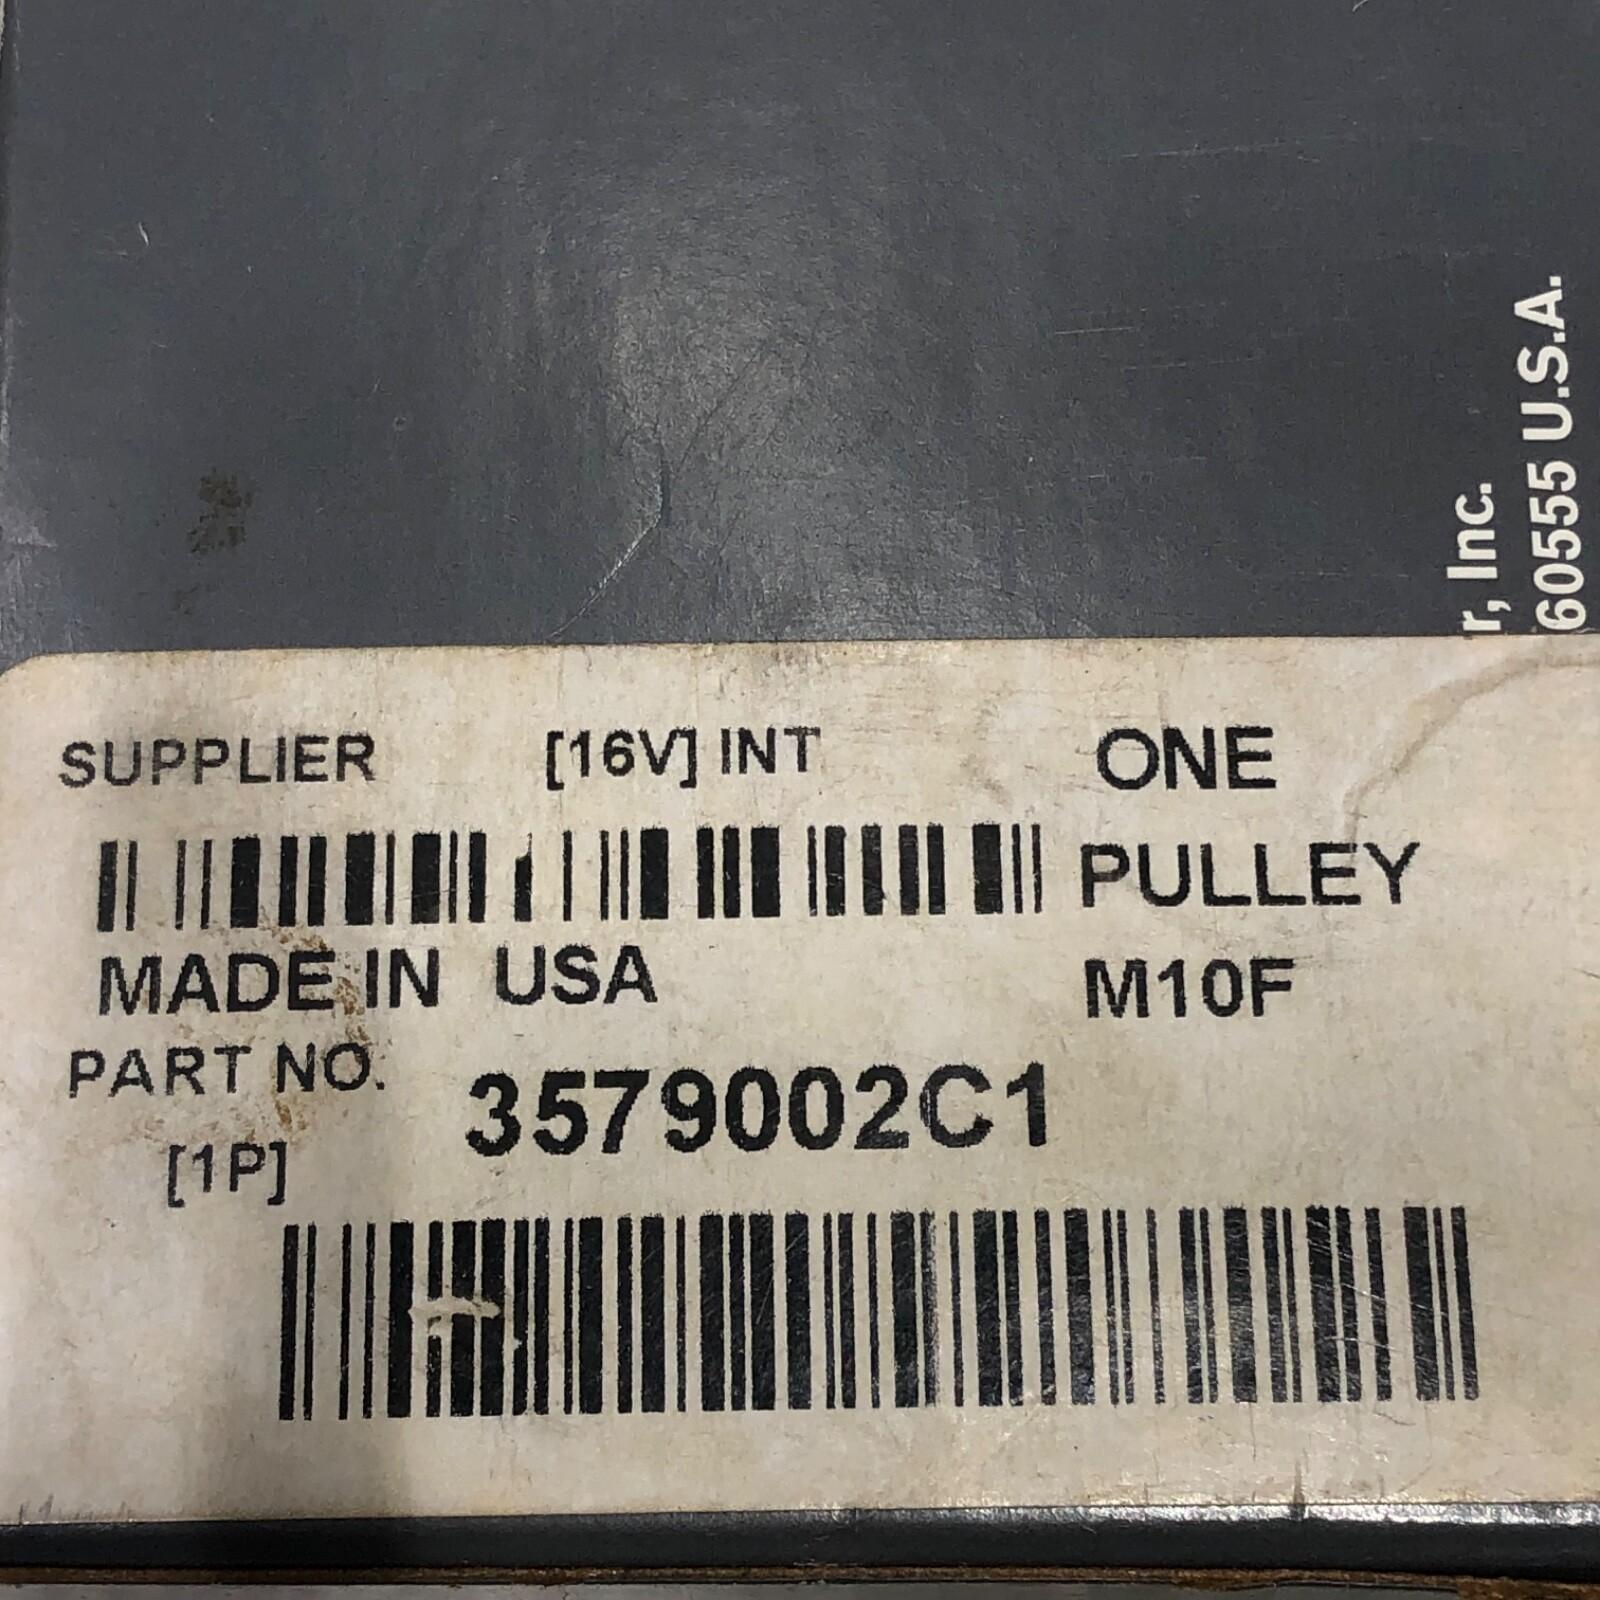 r, Inc.
60555 U.S.A.
SUPPLIER [16V] INT
ONE
PULLEY
MADE IN USA
M10F
PART NO. 3579002C1
[1P]